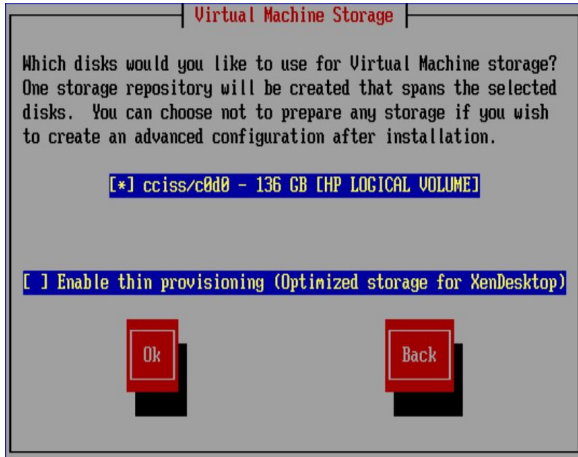 Virtual Machine Storage
Which disks would you like to use for Virtual Machine storage?
One storage repository will be created that spans the selected
disks.  You can choose not to prepare any storage if you wish
to create an advanced configuration after installation.
[*] cciss/c0d0 - 136 GB [HP LOGICAL VOLUME]
[ ] Enable thin provisioning (Optimized storage for XenDesktop)
Ok
Back